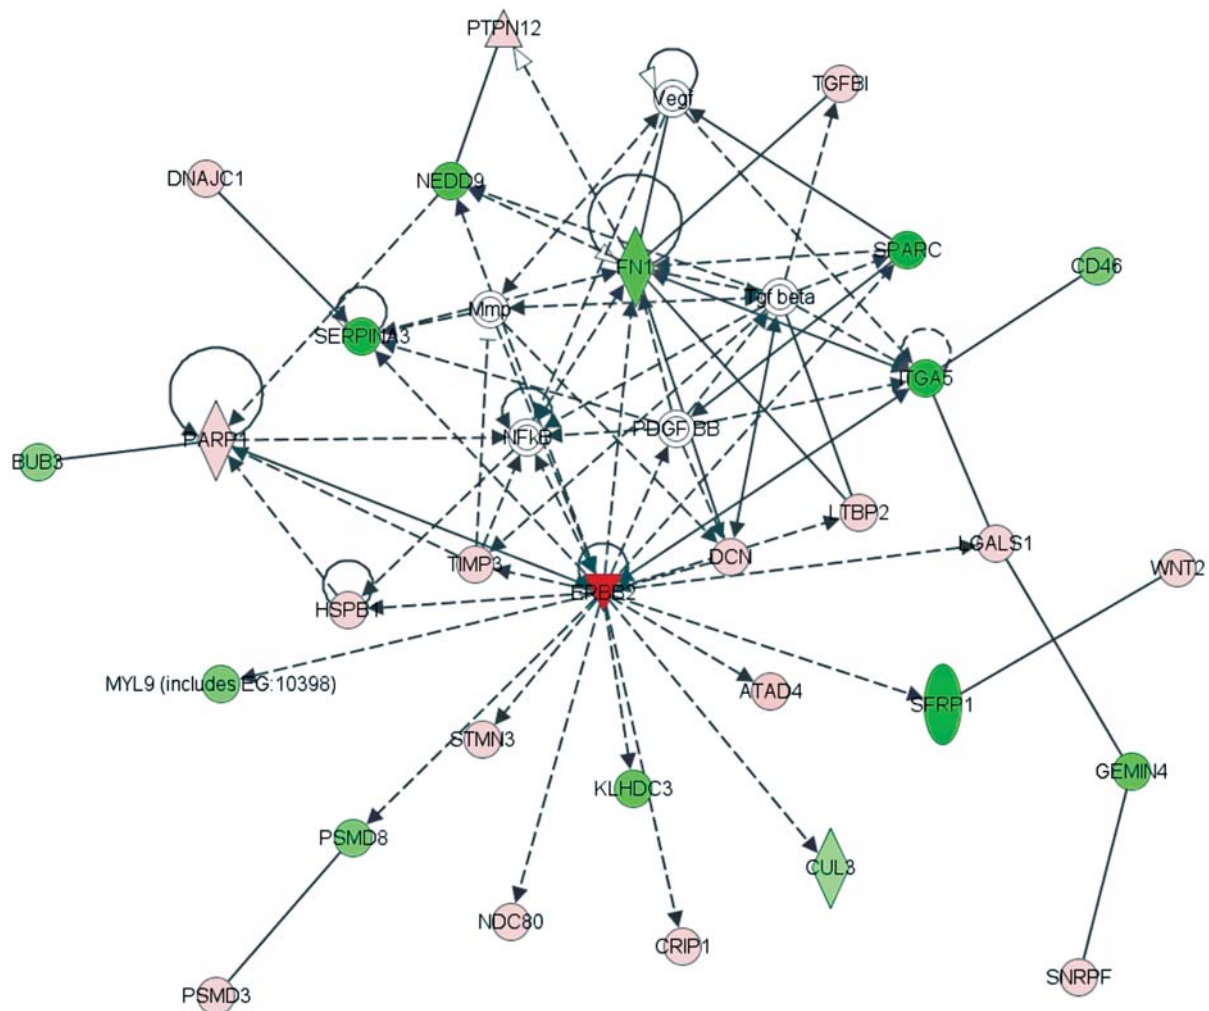 PTPN12
Vegf
TGFBI
DNAJC1
NEDD9
SPARC
FN1
CD46
Tgf beta
Mmp
SERPINA3
ITGA5
PARP1
NFkB
PDGF BB
BUB3
LTBP2
LGALS1
DCN
TIMP3
WNT2
ERBB2
HSPB1
MYL9 (includes EG:10398)
ATAD4
SFRP1
STMN3
GEMIN4
KLHDC3
PSMD8
CUL3
NDC80
CRIP1
SNRPF
PSMD3